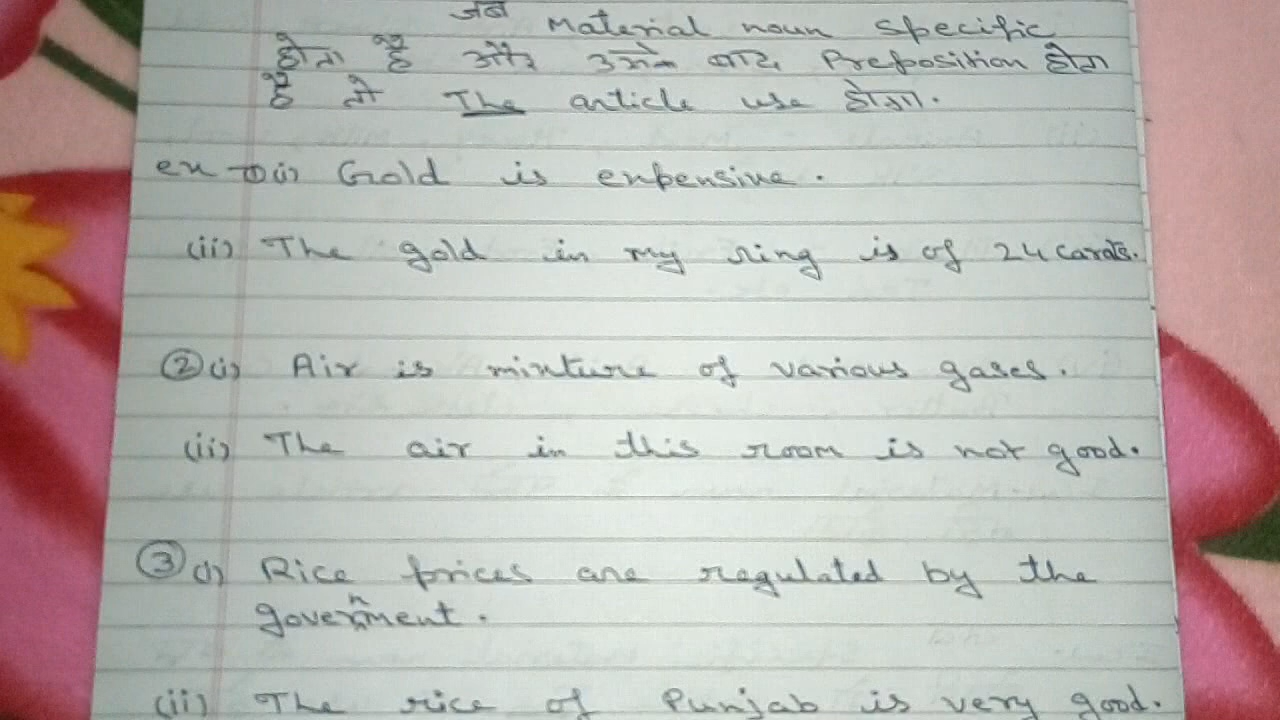 जब Material noun specific
होता है और उसके बाद Preposition होता
है तो The article use होगा.
ex → ① (i) Gold is expensive.
(ii) The gold in my ring is of 24 carats.
② (i) Air is mixture of various gases.
(ii) The air in this room is not good.
③ (i) Rice prices are regulated by the
government.
(ii) The rice of Punjab is very good.